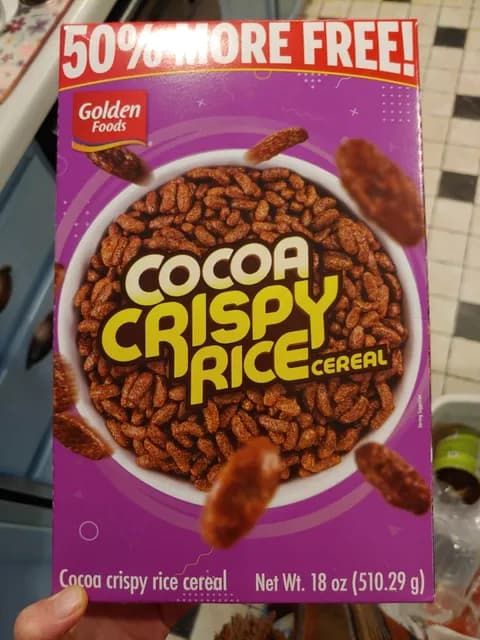 50% MORE FREE!
Golden
Foods
COCOA
CRISPY
RICE CEREAL
Cocoa crispy rice cereal Net Wt. 18 oz (510.29 g)